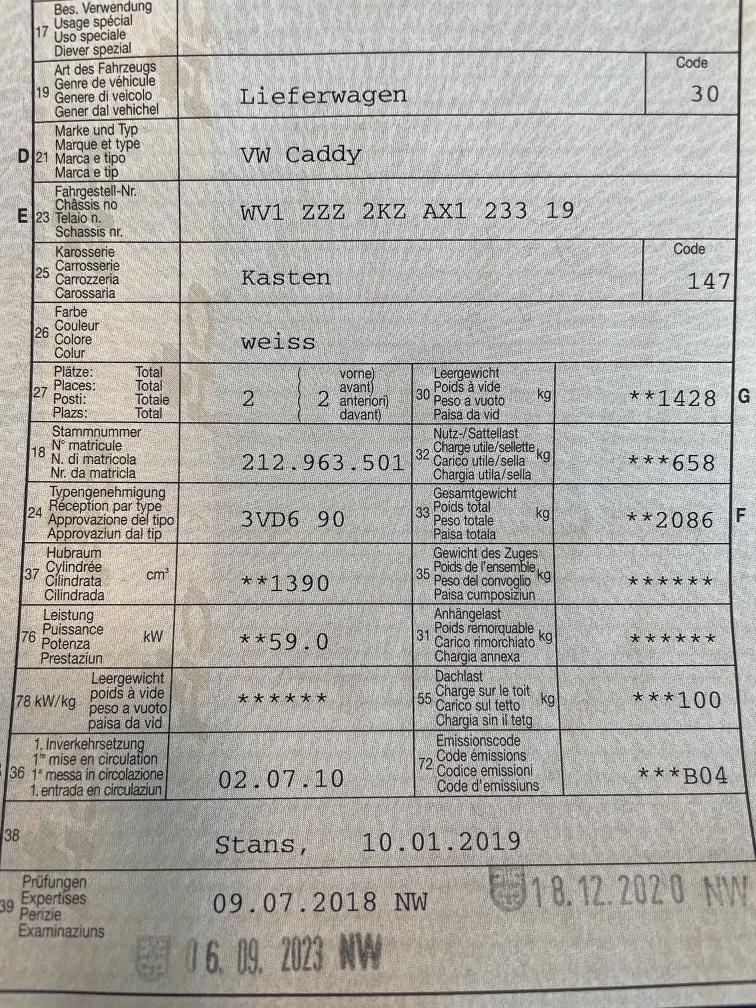 17 Bes. Verwendung
Usage spécial
Uso speciale
Diever spezial
19 Art des Fahrzeugs
Genre de véhicule
Genere di veicolo
Gener dal vehichel
Lieferwagen
Code
30
D 21 Marke und Typ
Marque et type
Marca e tipo
Marca e tip
VW Caddy
E 23 Fahrgestell-Nr.
Châssis no
Telaio n.
Schassis nr.
WV1 ZZZ 2KZ AX1 233 19
25 Karosserie
Carrosserie
Carrozzeria
Carossaria
Kasten
Code
147
26 Farbe
Couleur
Colore
Colur
weiss
27 Plätze: Total
Places: Total
Posti: Totale
Plazs: Total
2 ( 2 vorne)
avant)
anteriori)
davant)
30 Leergewicht
Poids à vide
Peso a vuoto
Paisa da vid
kg
**1428 G
18 Stammnummer
N° matricule
N. di matricola
Nr. da matricla
212.963.501
32 Nutz-/Sattellast
Charge utile/sellette
Carico utile/sella
Chargia utila/sella
kg
***658
24 Typengenehmigung
Réception par type
Approvazione del tipo
Approvaziun dal tip
3VD6 90
33 Gesamtgewicht
Poids total
Peso totale
Paisa totala
kg
**2086 F
37 Hubraum
Cylindrée
Cilindrata
Cilindrada
cm³
**1390
35 Gewicht des Zuges
Poids de l'ensemble
Peso del convoglio
Paisa cumposiziun
kg
******
76 Leistung
Puissance
Potenza
Prestaziun
kW
**59.0
31 Anhängelast
Poids remorquable
Carico rimorchiato
Chargia annexa
kg
******
78 kW/kg Leergewicht
poids à vide
peso a vuoto
paisa da vid
******
55 Dachlast
Charge sur le toit
Carico sul tetto
Chargia sin il tetg
kg
***100
36 1. Inverkehrsetzung
1re mise en circulation
1a messa in circolazione
1. entrada en circulaziun
02.07.10
72 Emissionscode
Code émissions
Codice emissioni
Code d'emissiuns
***B04
38 Stans, 10.01.2019
39 Prüfungen
Expertises
Perizie
Examinaziuns
09.07.2018 NW
18.12.2020 NW
06. 09. 2023 NW